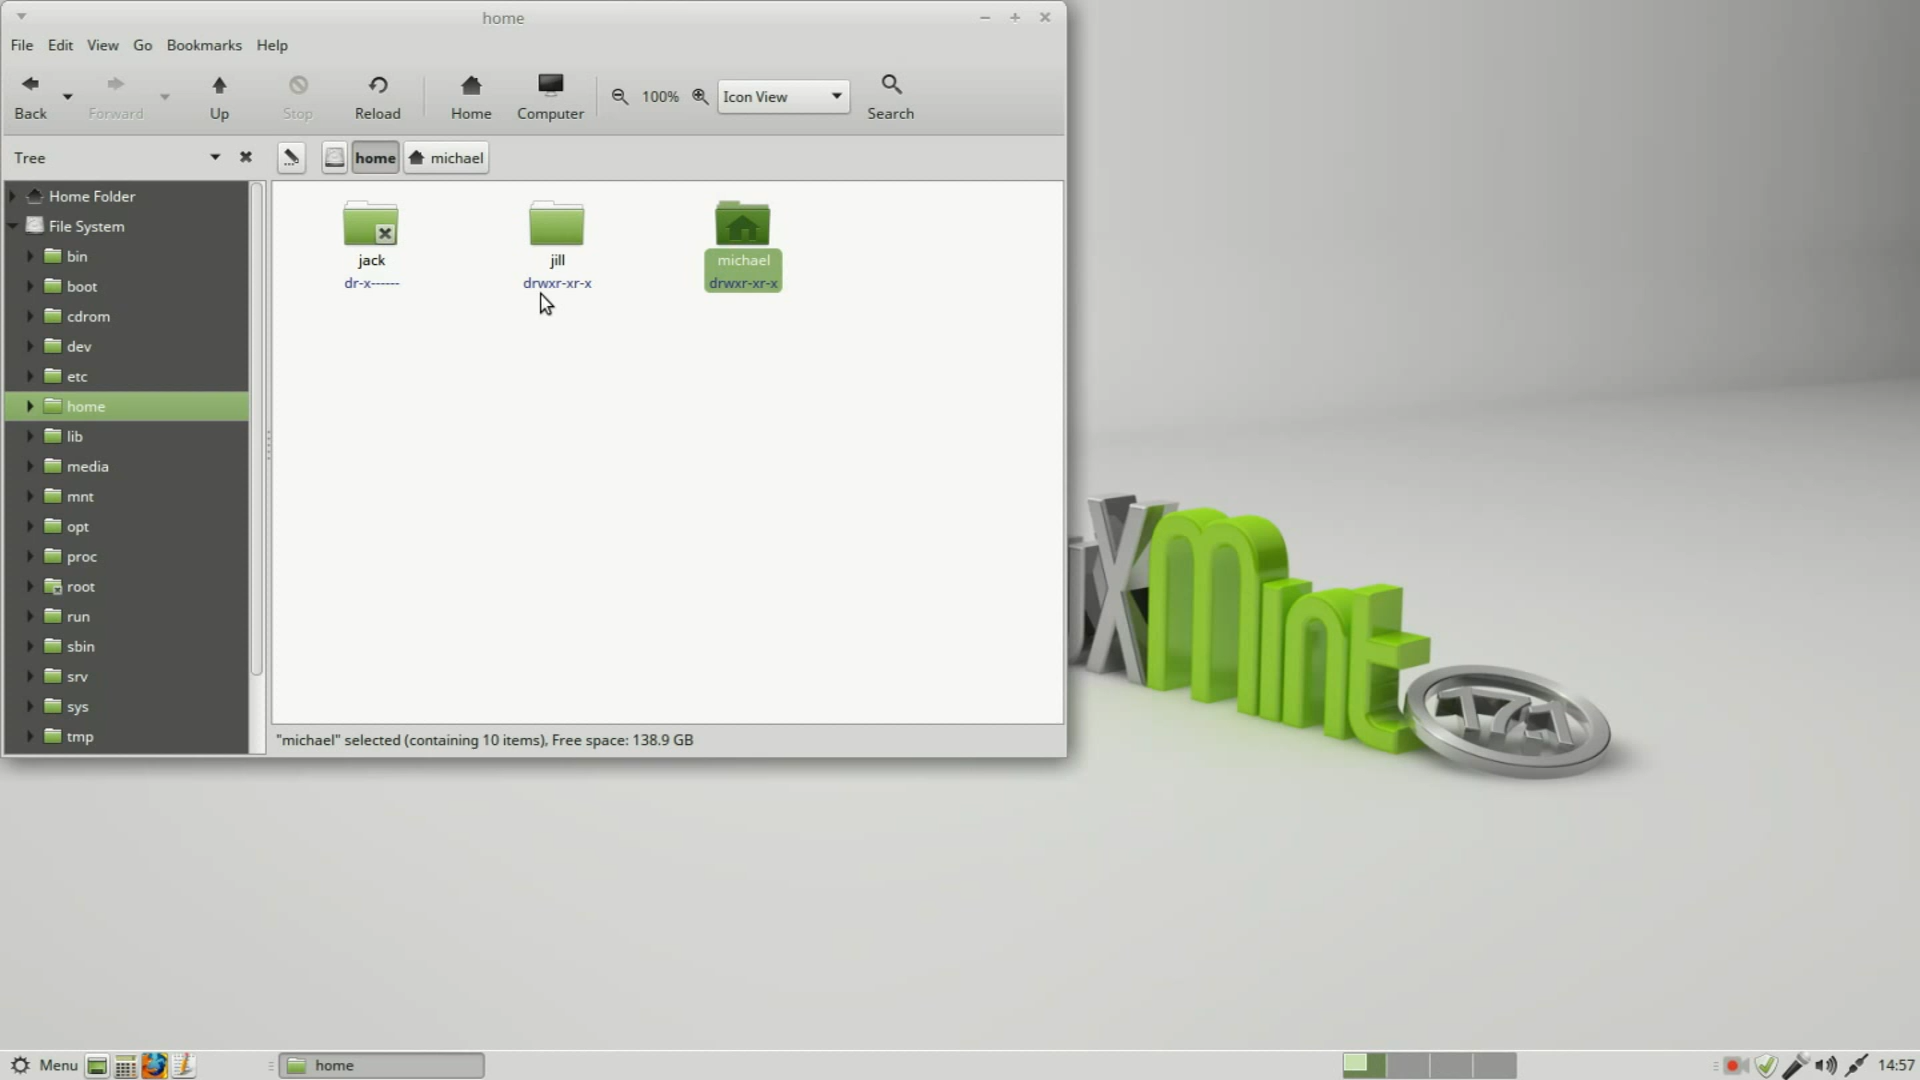 home
File Edit View Go Bookmarks Help
Back Forward Up Stop Reload Home Computer 100% Icon View Search
Tree home michael
Home Folder
File System
bin
boot
cdrom
dev
etc
home
lib
media
mnt
opt
proc
root
run
sbin
srv
sys
tmp
jack jill michael
dr-x------ drwxr-xr-x drwxr-xr-x
"michael" selected (containing 10 items), Free space: 138.9 GB
X Mint
17.1
Menu home 14:57